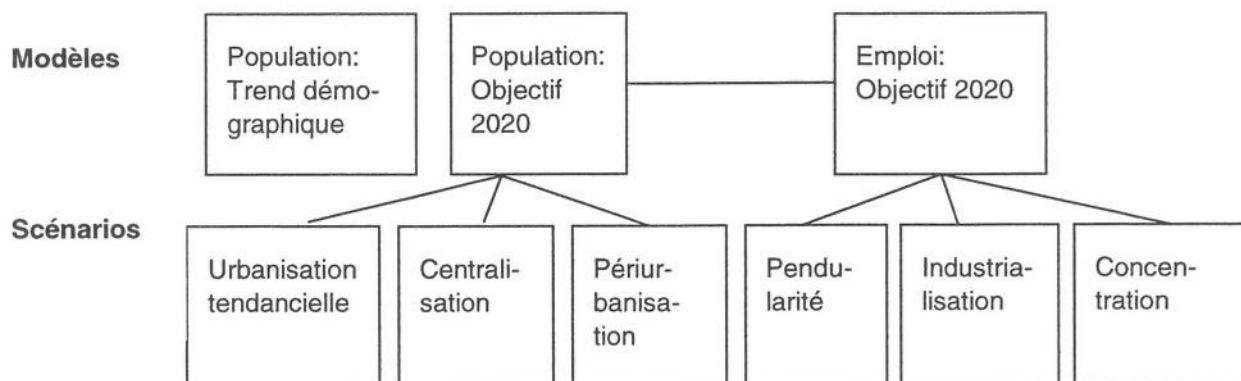 Modèles
Population:
Trend démo-
graphique
Population:
Objectif
2020
Emploi:
Objectif 2020
Scénarios
Urbanisation
tendancielle
Centrali-
sation
Périur-
banisa-
tion
Pendu-
larité
Industria-
lisation
Concen-
tration